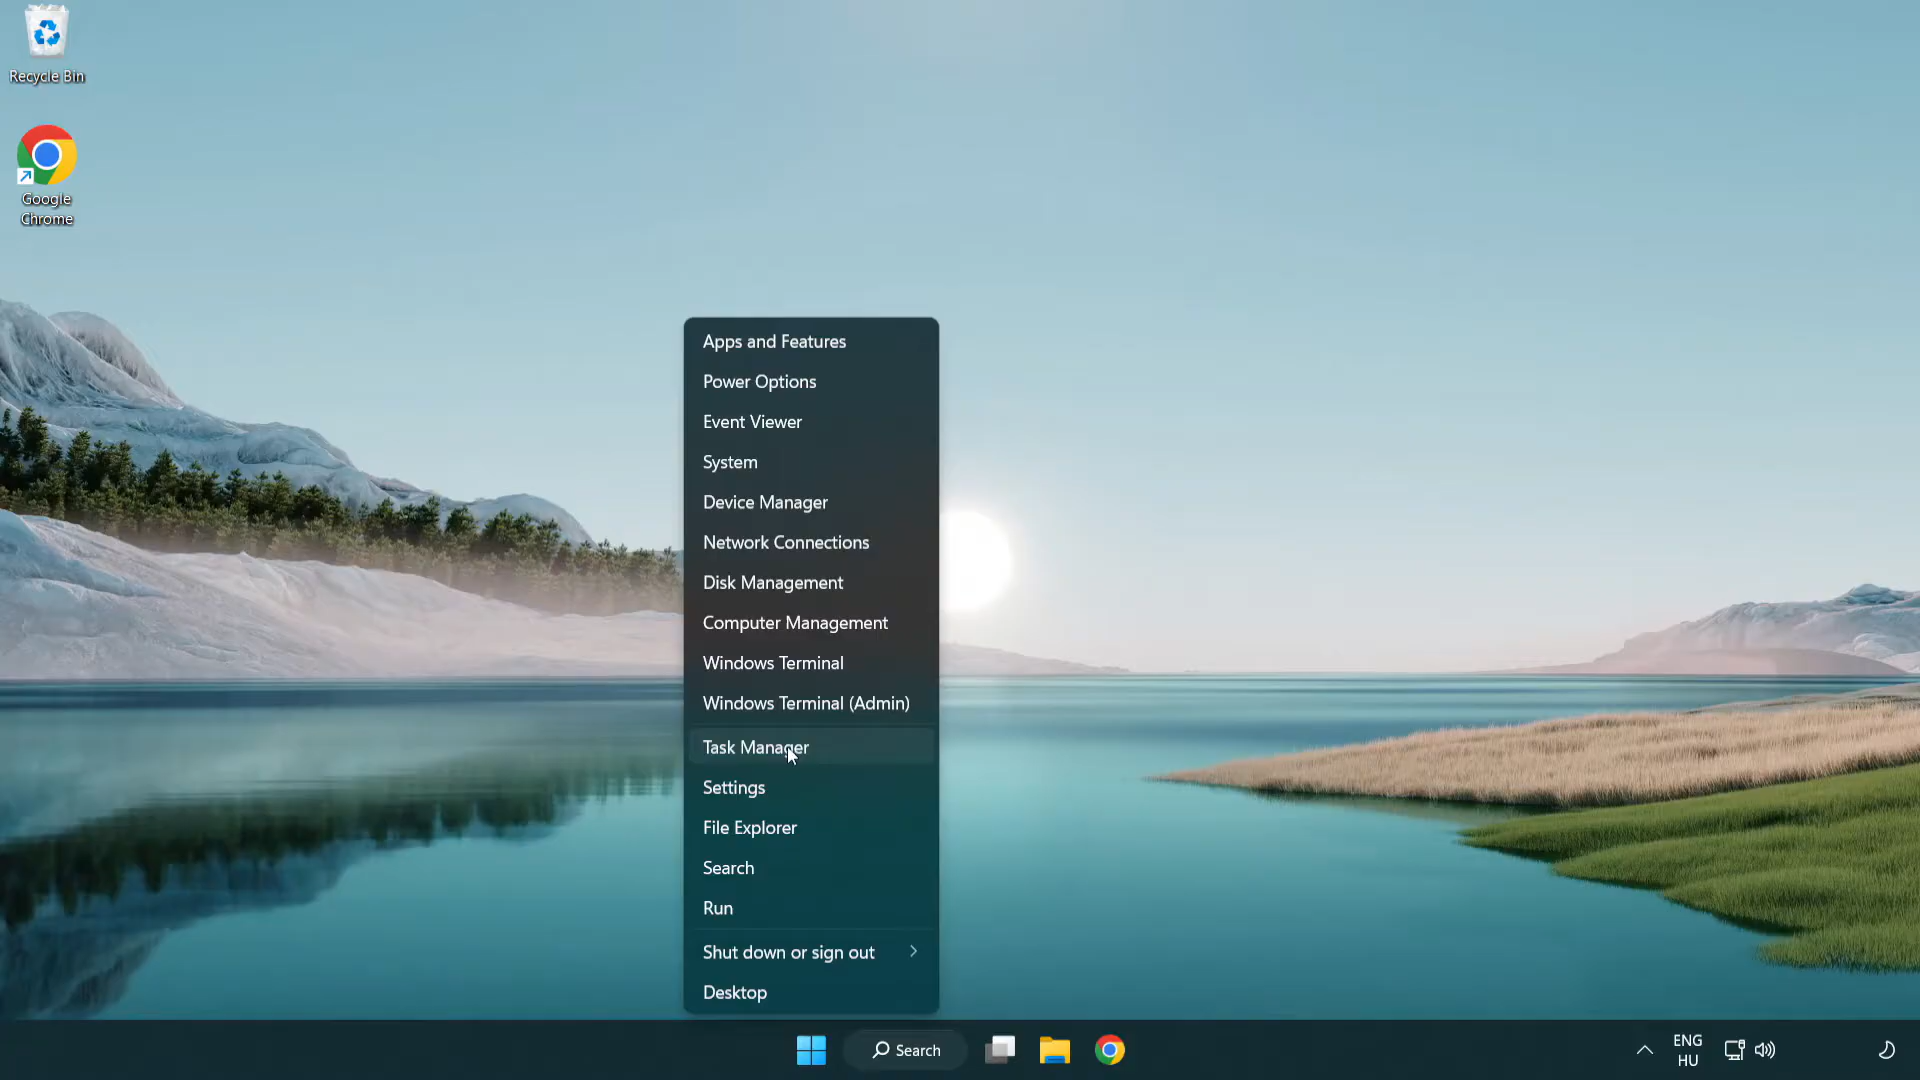 Recycle Bin
Google
Chrome
Apps and Features
Power Options
Event Viewer
System
Device Manager
Network Connections
Disk Management
Computer Management
Windows Terminal
Windows Terminal (Admin)
Task Manager
Settings
File Explorer
Search
Run
Shut down or sign out
Desktop
Search
ENG
HU